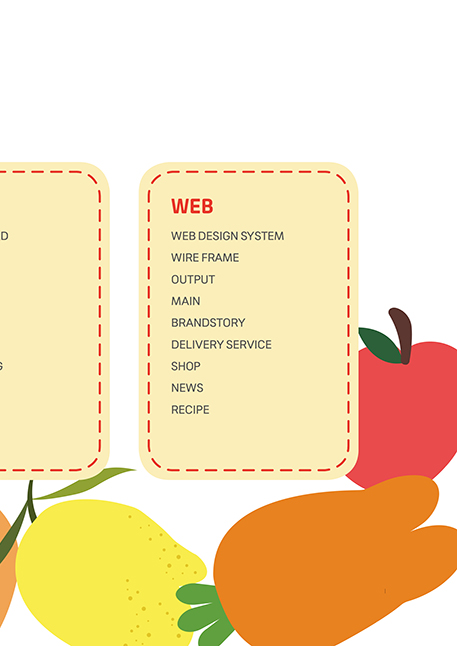 D
G
WEB
WEB DESIGN SYSTEM
WIRE FRAME
OUTPUT
MAIN
BRANDSTORY
DELIVERY SERVICE
SHOP
NEWS
RECIPE